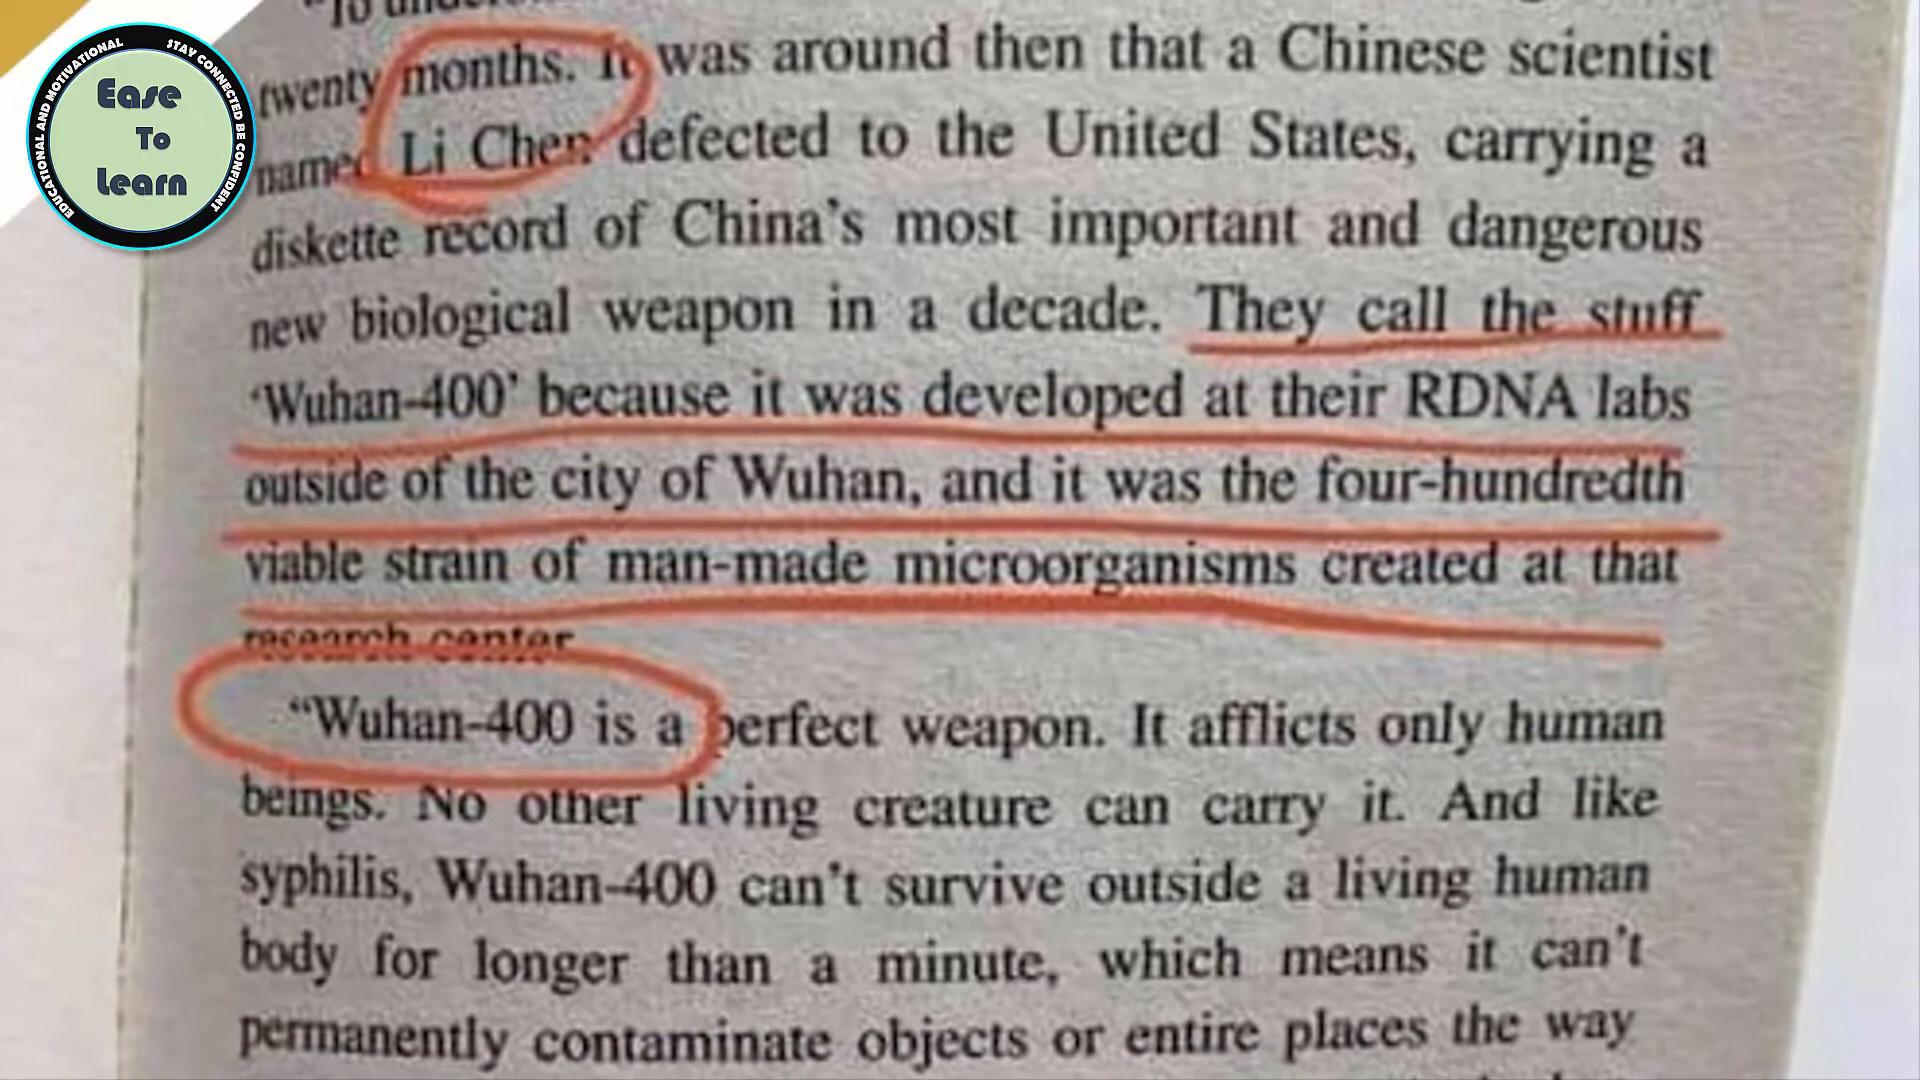 EDUCATIONAL AND MOTIVATIONAL
STAY CONNECTED BE CONFIDENT
Ease
To
Learn
"To
twenty months. It was around then that a Chinese scientist
named Li Chen defected to the United States, carrying a
diskette record of China's most important and dangerous
new biological weapon in a decade. They call the stuff
'Wuhan-400' because it was developed at their RDNA labs
outside of the city of Wuhan, and it was the four-hundredth
viable strain of man-made microorganisms created at that
research center
"Wuhan-400 is a perfect weapon. It afflicts only human
beings. No other living creature can carry it. And like
syphilis, Wuhan-400 can't survive outside a living human
body for longer than a minute, which means it can't
permanently contaminate objects or entire places the way